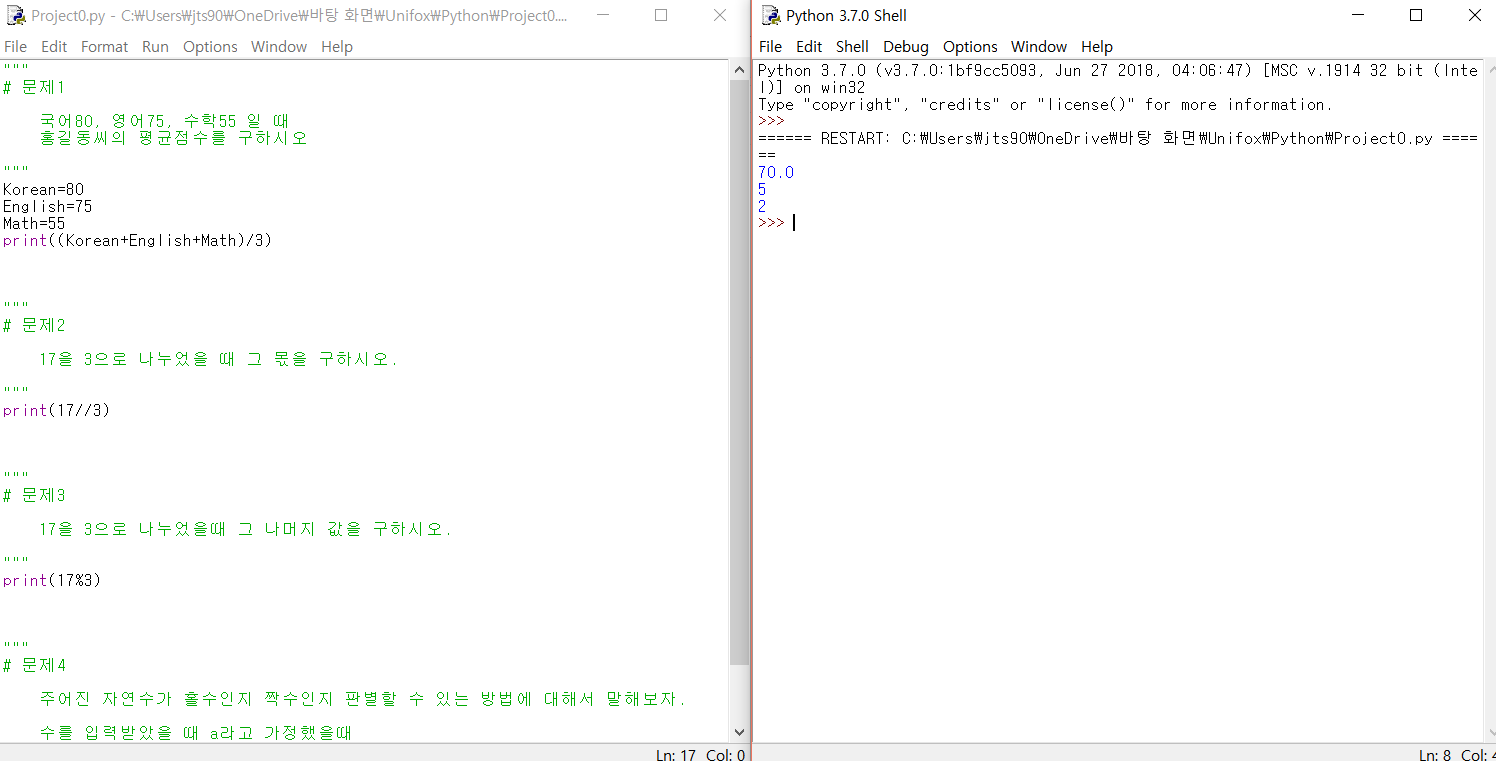 Project0.py - C:₩Users₩jts90₩OneDrive₩바탕 화면₩Unifox₩Python₩Project0....
File Edit Format Run Options Window Help
"""
# 문제1
국어80, 영어75, 수학55 일 때
홍길동씨의 평균점수를 구하시오
"""
Korean=80
English=75
Math=55
print((Korean+English+Math)/3)
"""
# 문제2
17을 3으로 나누었을 때 그 몫을 구하시오.
"""
print(17//3)
"""
# 문제3
17을 3으로 나누었을때 그 나머지 값을 구하시오.
"""
print(17%3)
"""
# 문제4
주어진 자연수가 홀수인지 짝수인지 판별할 수 있는 방법에 대해서 말해보자.
수를 입력받았을 때 a라고 가정했을때
Ln: 17 Col: 0
Python 3.7.0 Shell
File Edit Shell Debug Options Window Help
Python 3.7.0 (v3.7.0:1bf9cc5093, Jun 27 2018, 04:06:47) [MSC v.1914 32 bit (Inte
l)] on win32
Type "copyright", "credits" or "license()" for more information.
>>>
====== RESTART: C:₩Users₩jts90₩OneDrive₩바탕 화면₩Unifox₩Python₩Project0.py ====
==
70.0
5
2
>>>
Ln: 8 Col: 4